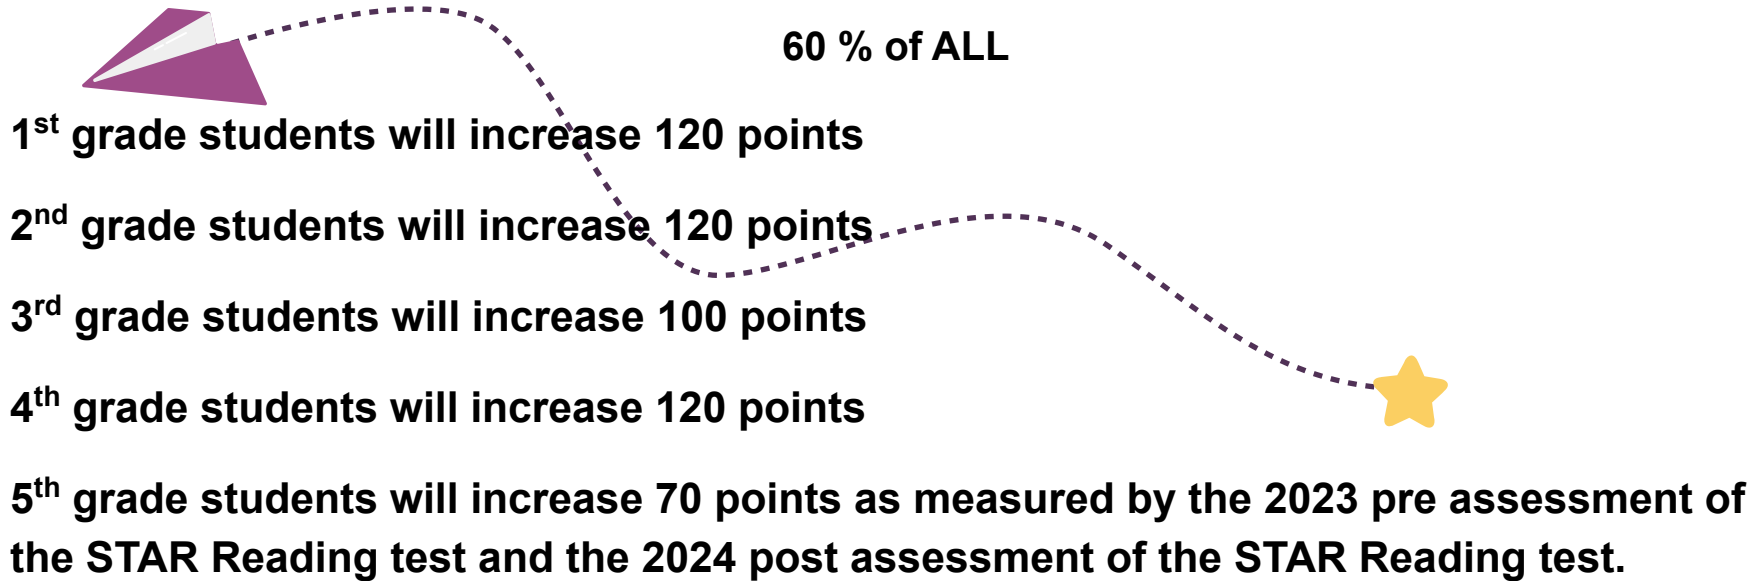 60 % of ALL
1st grade students will increase 120 points
2nd grade students will increase 120 points
3rd grade students will increase 100 points
4th grade students will increase 120 points
5th grade students will increase 70 points as measured by the 2023 pre assessment of
the STAR Reading test and the 2024 post assessment of the STAR Reading test.